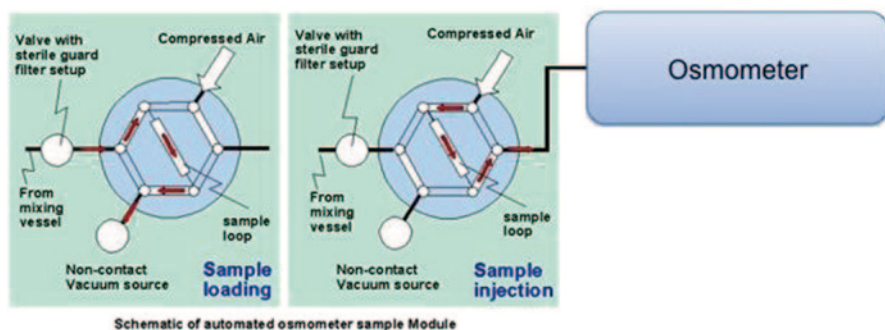 Valve with
sterile guard
filter setup
Compressed Air
From
mixing
vessel
sample
loop
Non-contact
Vacuum source
Sample
loading
Valve with
sterile guard
filter setup
Compressed Air
From
mixing
vessel
sample
loop
Non-contact
Vacuum source
Sample
injection
Osmometer
Schematic of automated osmometer sample Module